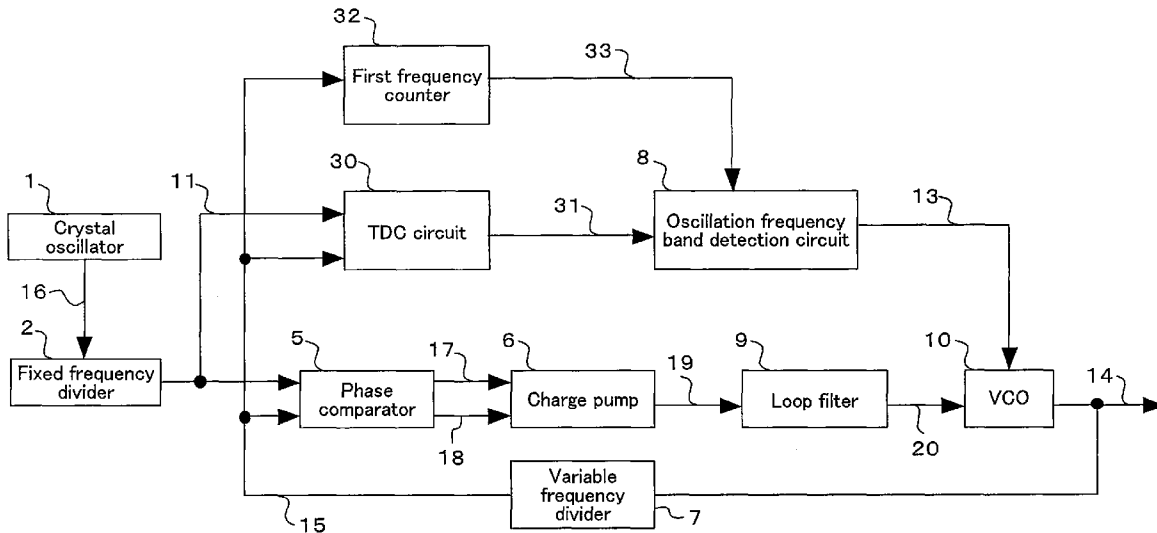 32
First frequency
counter
33
1
Crystal
oscillator
11
30
TDC circuit
31
8
Oscillation frequency
band detection circuit
13
16
2
Fixed frequency
divider
5
Phase
comparator
17
18
6
Charge pump
19
9
Loop filter
20
10
VCO
14
15
Variable
frequency
divider
7